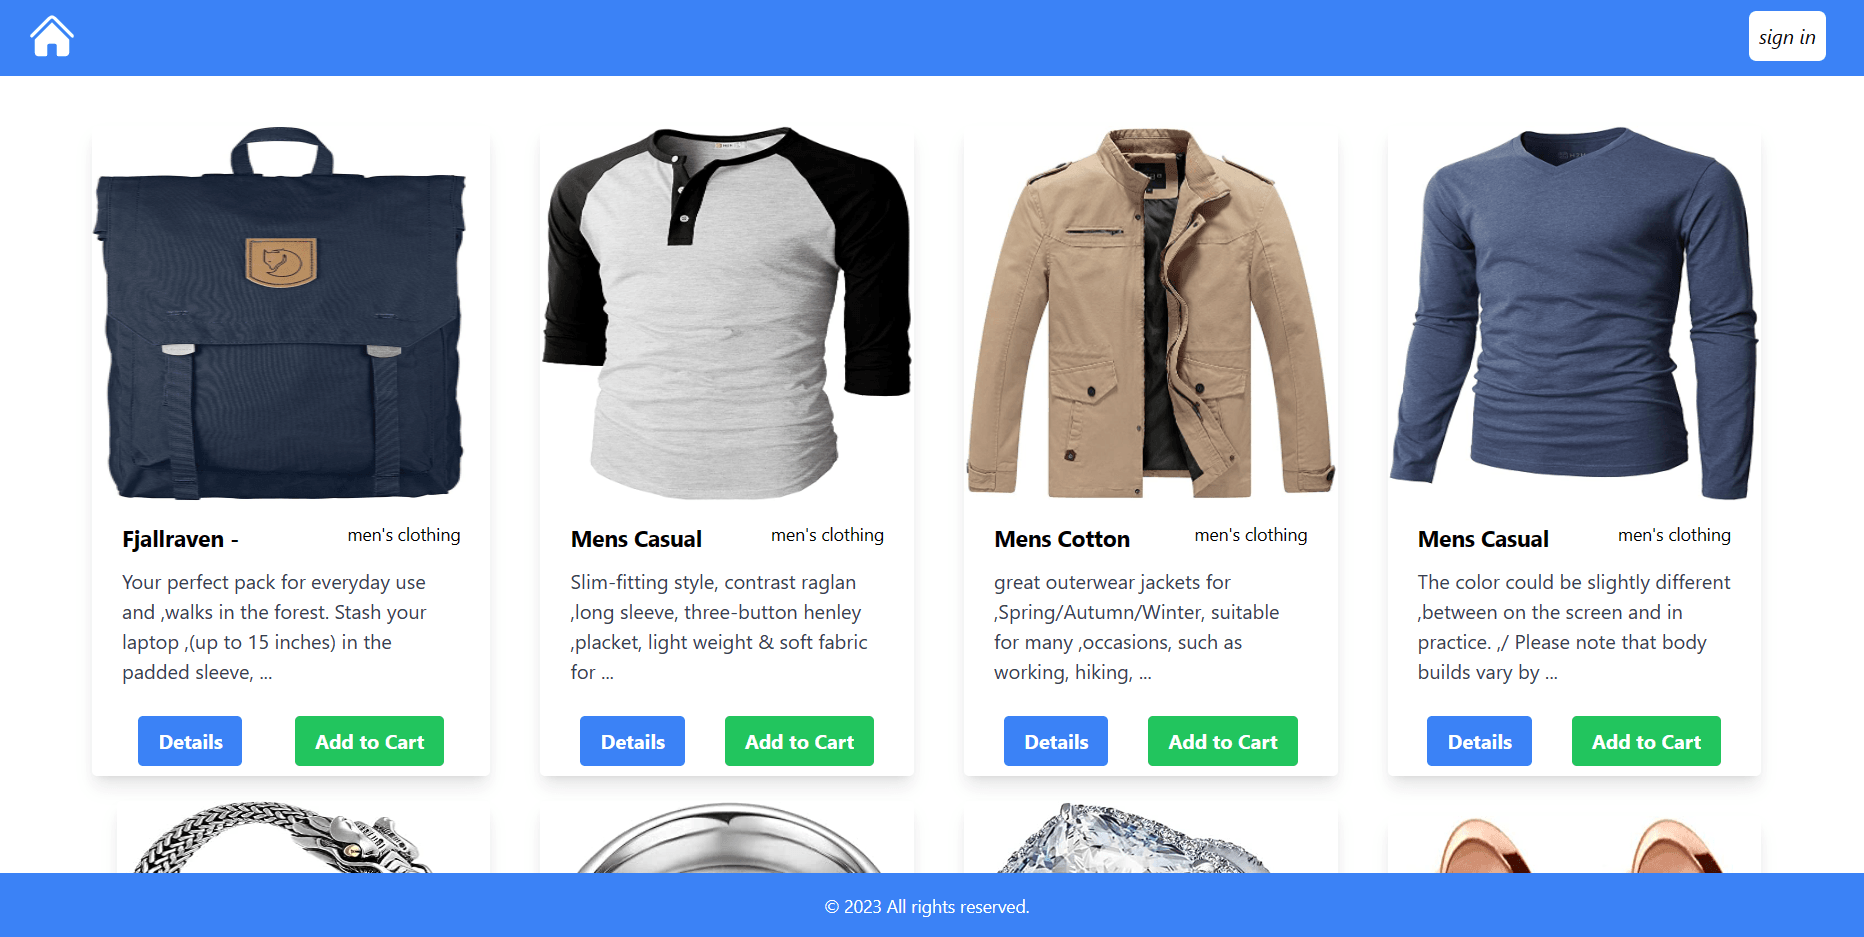 sign in
Fjallraven -
men's clothing
Your perfect pack for everyday use
and ,walks in the forest. Stash your
laptop ,(up to 15 inches) in the
padded sleeve, ...
Details
Add to Cart
Mens Casual
men's clothing
Slim-fitting style, contrast raglan
,long sleeve, three-button henley
,placket, light weight & soft fabric
for ...
Details
Add to Cart
Mens Cotton
men's clothing
great outerwear jackets for
,Spring/Autumn/Winter, suitable
for many ,occasions, such as
working, hiking, ...
Details
Add to Cart
Mens Casual
men's clothing
The color could be slightly different
,between on the screen and in
practice. ,/ Please note that body
builds vary by ...
Details
Add to Cart
© 2023 All rights reserved.